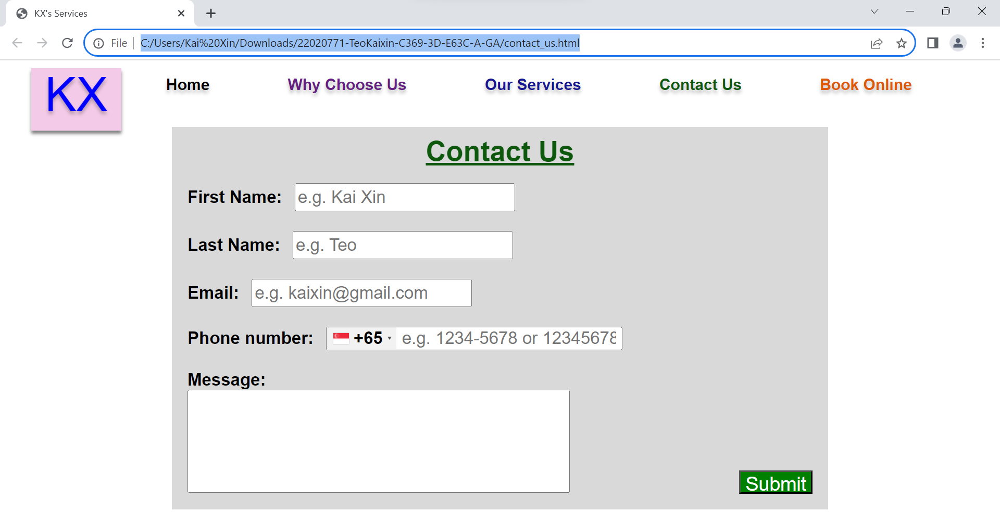 KX's Services
File C:/Users/Kai%20Xin/Downloads/22020771-TeoKaixin-C369-3D-E63C-A-GA/contact_us.html
KX
Home Why Choose Us Our Services Contact Us Book Online
Contact Us
First Name: e.g. Kai Xin
Last Name: e.g. Teo
Email: e.g. kaixin@gmail.com
Phone number: +65 e.g. 1234-5678 or 12345678
Message:
Submit